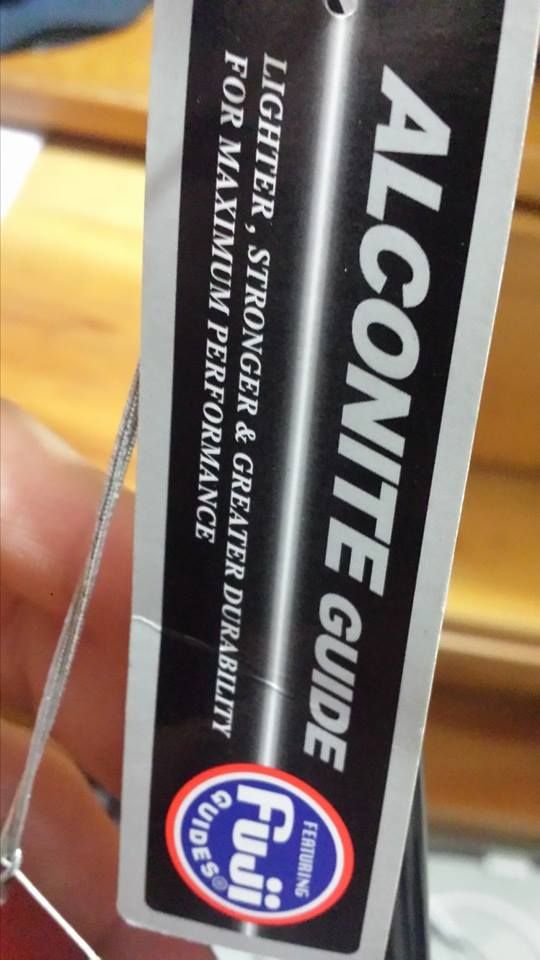 ALCONITE GUIDE
LIGHTER, STRONGER & GREATER DURABILITY
FOR MAXIMUM PERFORMANCE
FEATURING
Fuji
GUIDES®